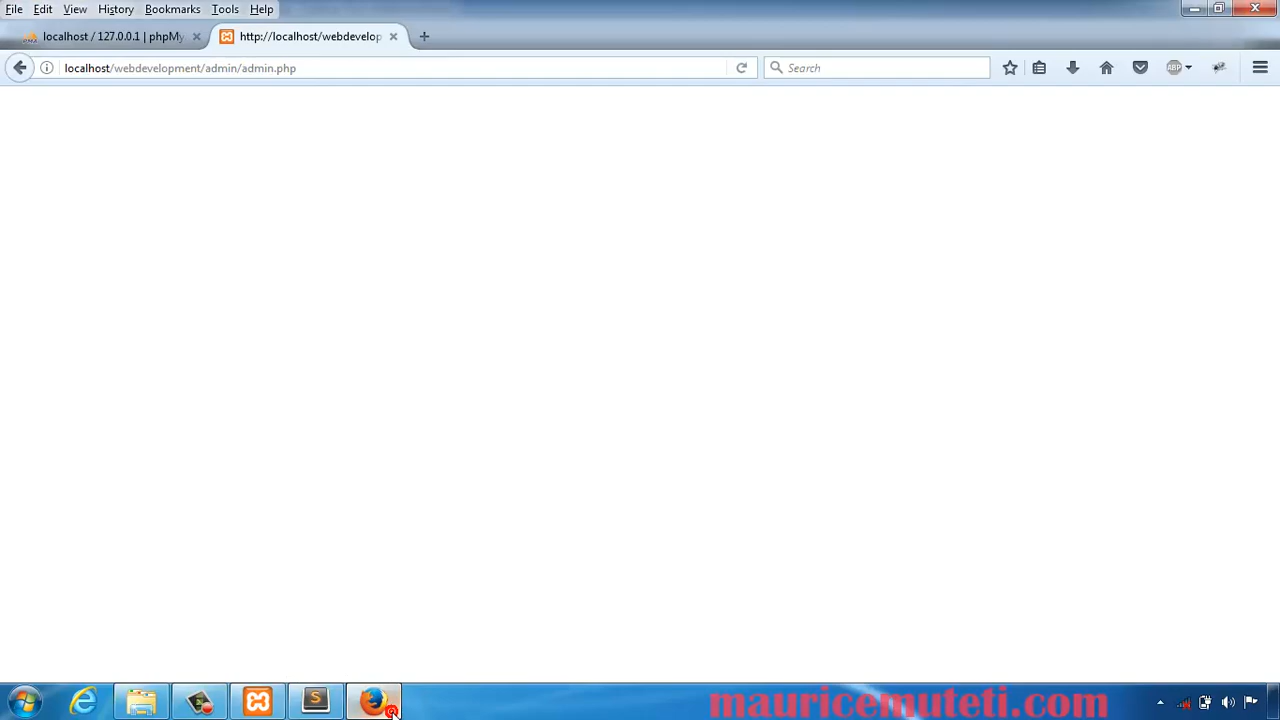 File Edit View History Bookmarks Tools Help
localhost / 127.0.0.1 | phpMy
http://localhost/webdevelop
localhost/webdevelopment/admin/admin.php
Search
ABP
S
mauricemuteti.com